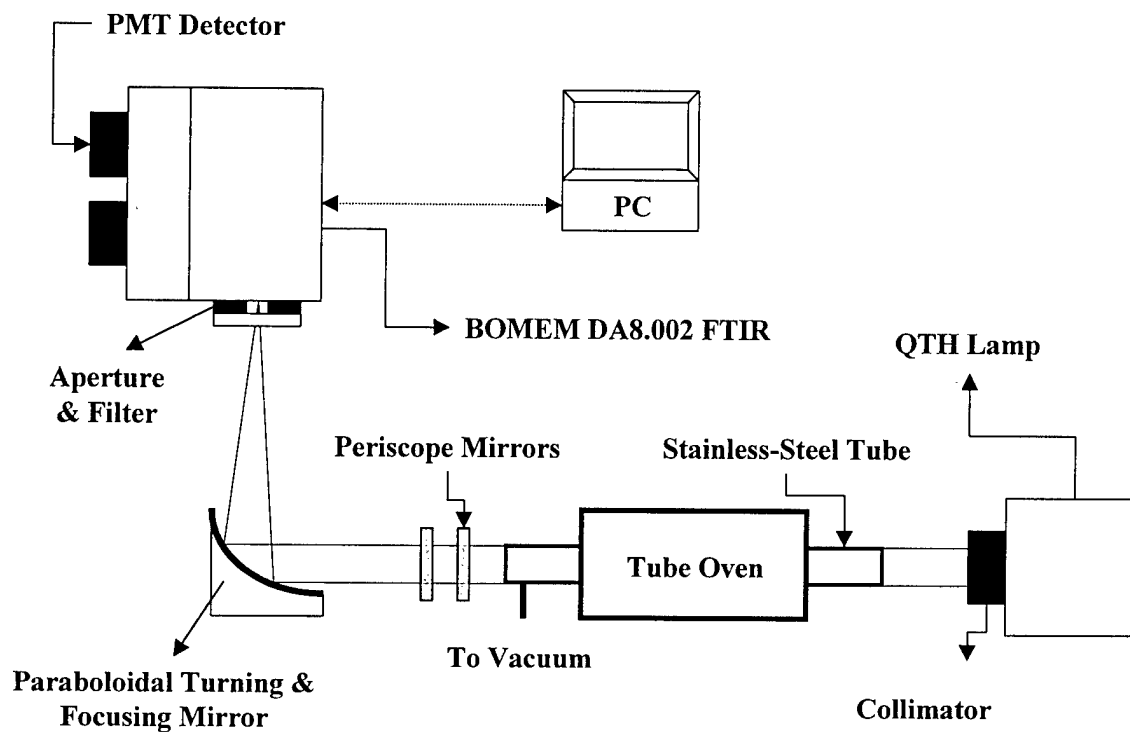 PMT Detector
PC
BOMEM DA8.002 FTIR
QTH Lamp
Aperture
& Filter
Periscope Mirrors
Stainless-Steel Tube
Tube Oven
To Vacuum
Paraboloidal Turning &
Focusing Mirror
Collimator